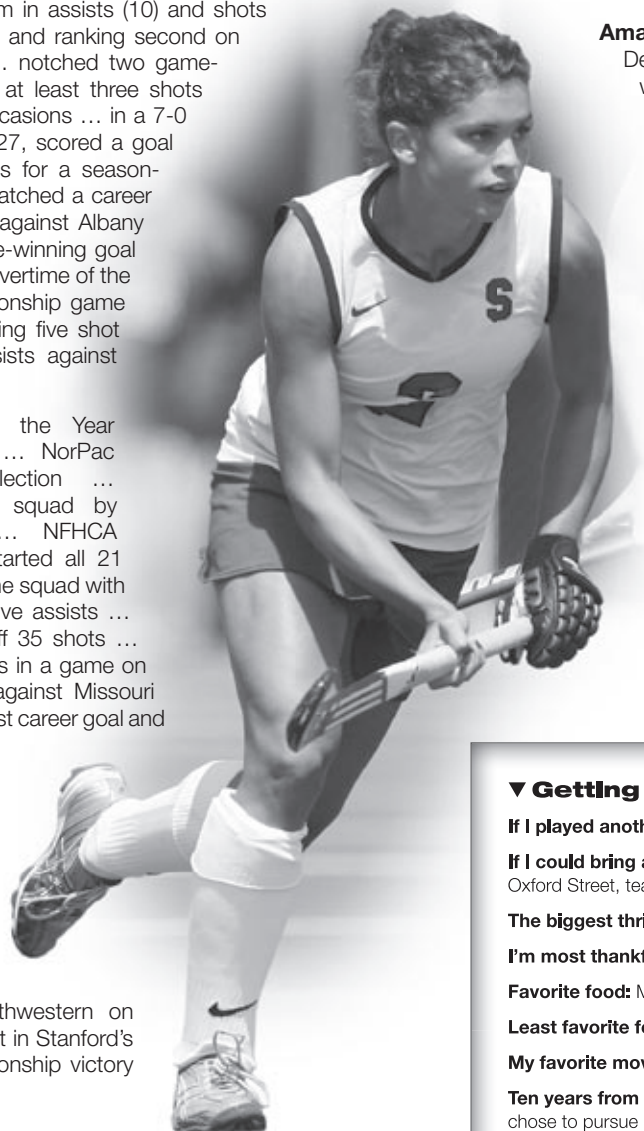 m in assists (10) and shots
and ranking second on
… notched two game-
at least three shots
casions … in a 7-0
27, scored a goal
s for a season-
atched a career
against Albany
e-winning goal
vertime of the
onship game
ing five shot
sists against
the Year
… NorPac
lection …
squad by
… NFHCA
tarted all 21
ne squad with
ve assists …
ff 35 shots …
s in a game on
against Missouri
st career goal and
thwestern on
t in Stanford's
onship victory
S
2
Ama
De
▼ Getting
If I played anoth
If I could bring a
Oxford Street, tea
The biggest thri
I'm most thankf
Favorite food: M
Least favorite fo
My favorite mov
Ten years from
chose to pursue